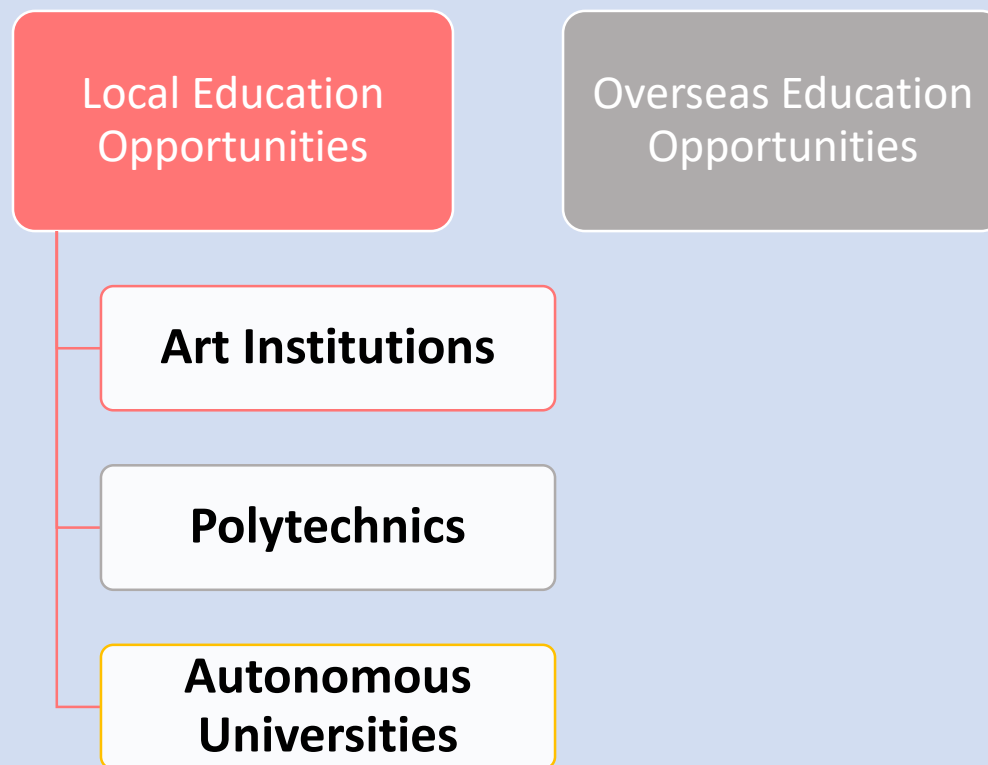 Local Education
Opportunities
Overseas Education
Opportunities
Art Institutions
Polytechnics
Autonomous
Universities